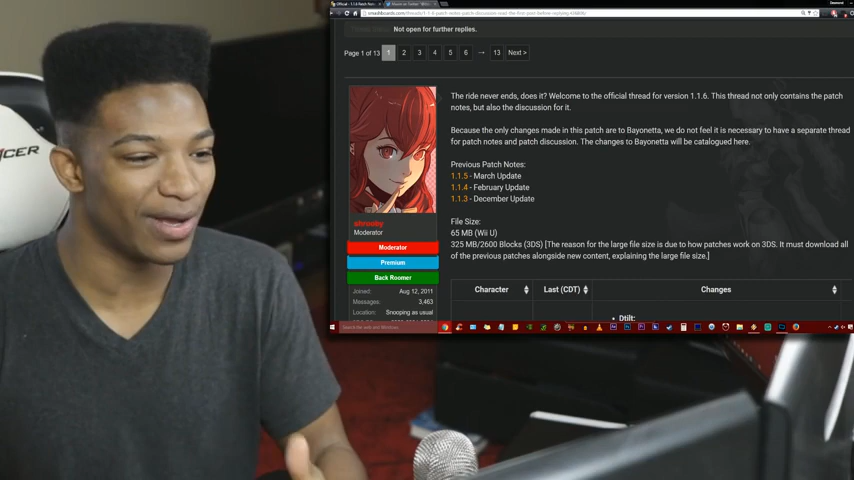 Not open for further replies.
Page 1 of 13 1 2 3 4 5 6 → 13 Next >
The ride never ends, does it? Welcome to the official thread for version 1.1.6. This thread not only contains the patch
notes, but also the discussion for it.
Because the only changes made in this patch are to Bayonetta, we do not feel it is necessary to have a separate thread
for patch notes and patch discussion. The changes to Bayonetta will be catalogued here.
Previous Patch Notes:
1.1.5 - March Update
1.1.4 - February Update
1.1.3 - December Update
shrooby
Moderator
Moderator
Premium
Back Roomer
Joined: Aug 12, 2011
Messages: 3,463
Location: Snooping as usual
File Size:
65 MB (Wii U)
325 MB/2600 Blocks (3DS) [The reason for the large file size is due to how patches work on 3DS. It must download all
of the previous patches alongside new content, explaining the large file size.]
Character Last (CDT) Changes
• Dtilt:
Search the web and Windows